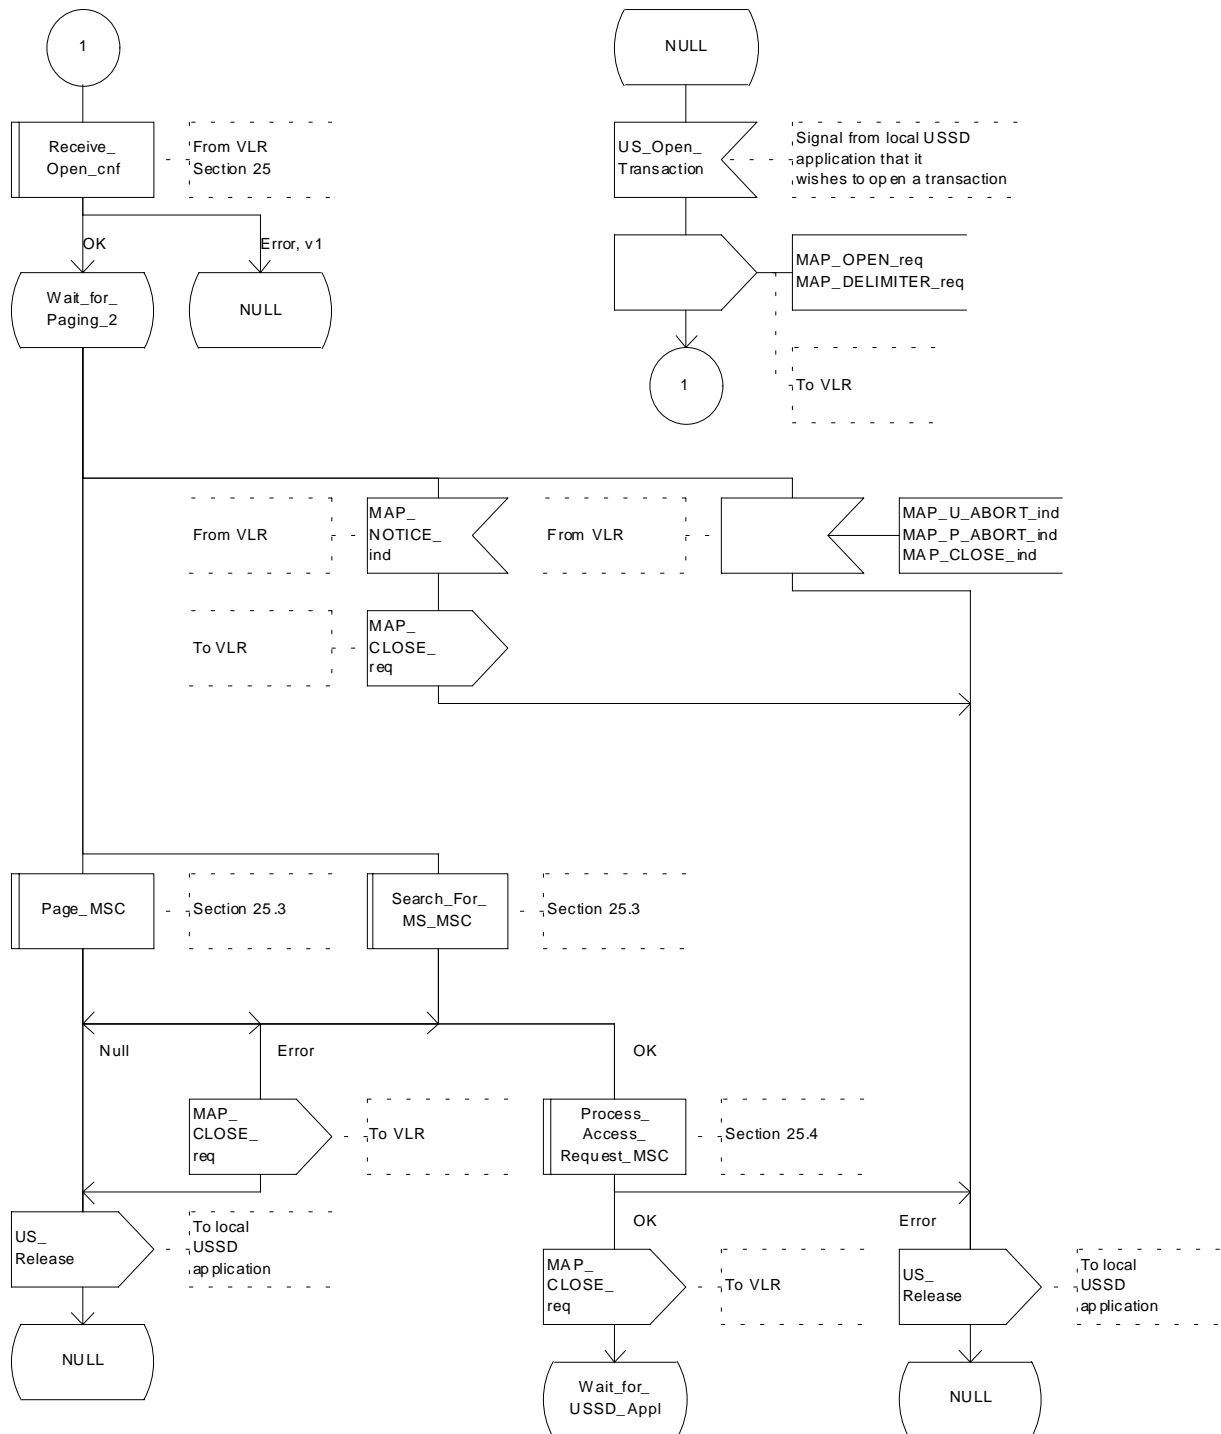 1
NULL
Receive_
Open_cnf
From VLR
Section 25
US_Open_
Transaction
Signal from local USSD
application that it
wishes to open a transaction
OK
Error, v1
MAP_OPEN_req
MAP_DELIMITER_req
Wait_for_
Paging_2
NULL
1
To VLR
From VLR
MAP_
NOTICE_
ind
From VLR
MAP_U_ABORT_ind
MAP_P_ABORT_ind
MAP_CLOSE_ind
To VLR
MAP_
CLOSE_
req
Page_MSC
Section 25.3
Search_For_
MS_MSC
Section 25.3
Null
Error
OK
MAP_
CLOSE_
req
To VLR
Process_
Access_
Request_MSC
Section 25.4
US_
Release
To local
USSD
application
OK
Error
MAP_
CLOSE_
req
To VLR
US_
Release
To local
USSD
application
NULL
Wait_for_
USSD_Appl
NULL